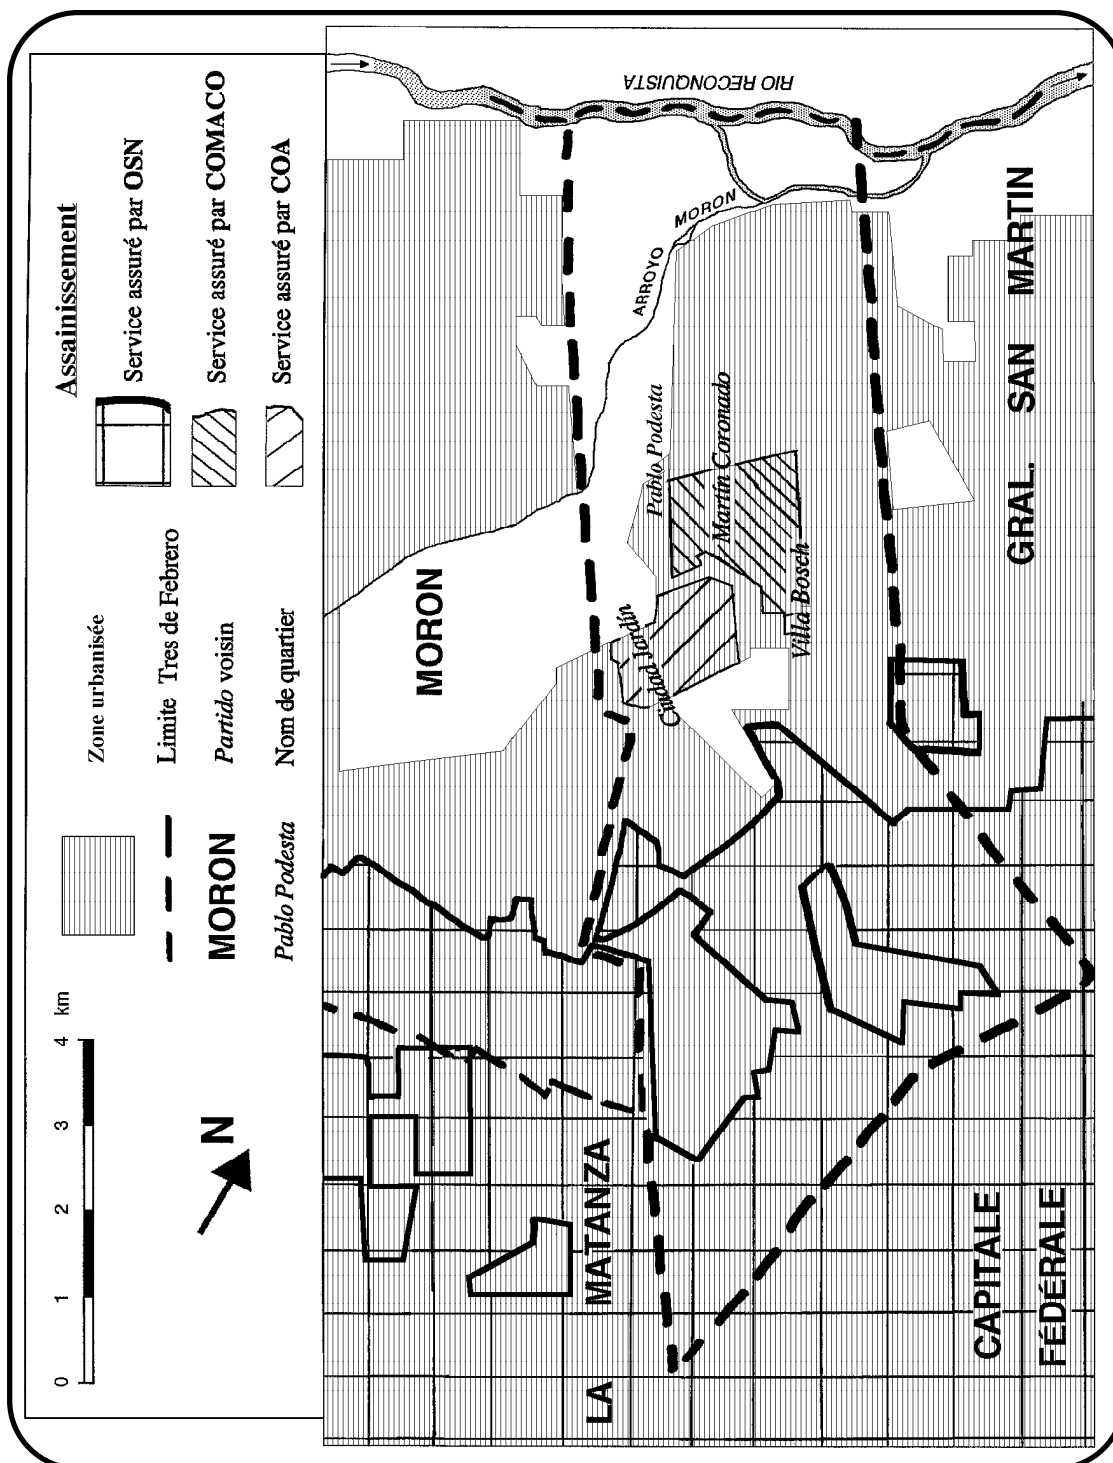 Assainissement
Service assuré par OSN
Service assuré par COMACO
Service assuré par COA
Zone urbanisée
Limite Tres de Febrero
MORON
Partido voisin
Pablo Podesta
Nom de quartier
0 1 2 3 4 km
N
RIO RECONQUISTA
ARROYO MORON
MORON
Pablo Podesta
Martín Coronado
Ciudad Jardín
Villa Bosch
GRAL. SAN MARTIN
LA MATANZA
CAPITALE
FÉDÉRALE